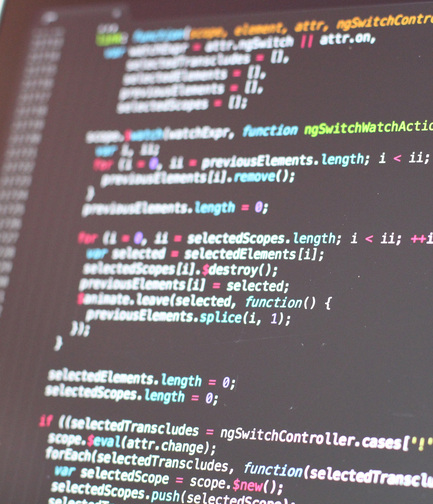 link: function(scope, element, attr, ngSwitchContro
var watchExpr = attr.ngSwitch || attr.on,
selectedTranscludes = [],
selectedElements = [],
previousElements = [],
selectedScopes = [];
scope.$watch(watchExpr, function ngSwitchWatchActio
var i, ii;
for (i = 0, ii = previousElements.length; i < ii;
previousElements[i].remove();
}
previousElements.length = 0;
for (i = 0, ii = selectedScopes.length; i < ii; ++i
var selected = selectedElements[i];
selectedScopes[i].$destroy();
previousElements[i] = selected;
$animate.leave(selected, function() {
previousElements.splice(i, 1);
});
}
selectedElements.length = 0;
selectedScopes.length = 0;
if ((selectedTranscludes = ngSwitchController.cases['!'
scope.$eval(attr.change);
forEach(selectedTranscludes, function(selectedTransclu
var selectedScope = scope.$new();
selectedScopes.push(selectedScope);